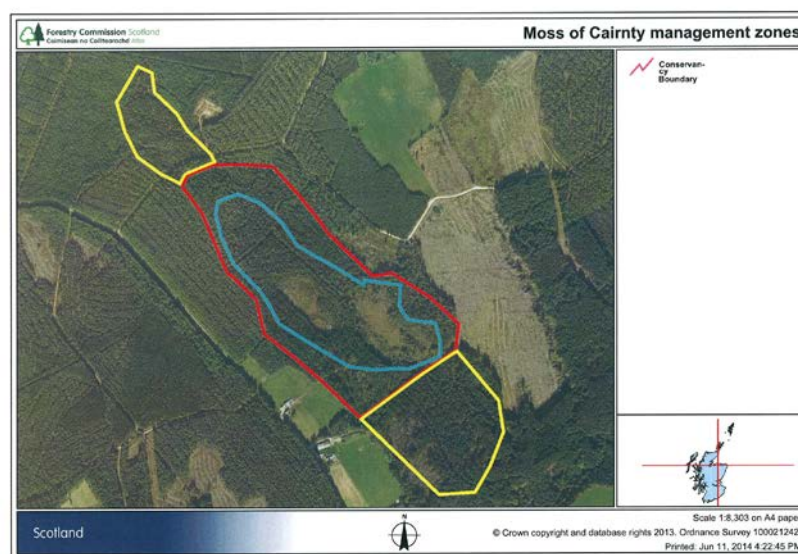 Forestry Commission Scotland
Coimisean na Coilltearachd Alba
Moss of Cairnty management zones
Conservan-
cy
Boundary
Scotland
Scale 1:8,303 on A4 paper
© Crown copyright and database rights 2013. Ordnance Survey 100021242
Printed: Jun 11, 2014 4:22:45 PM